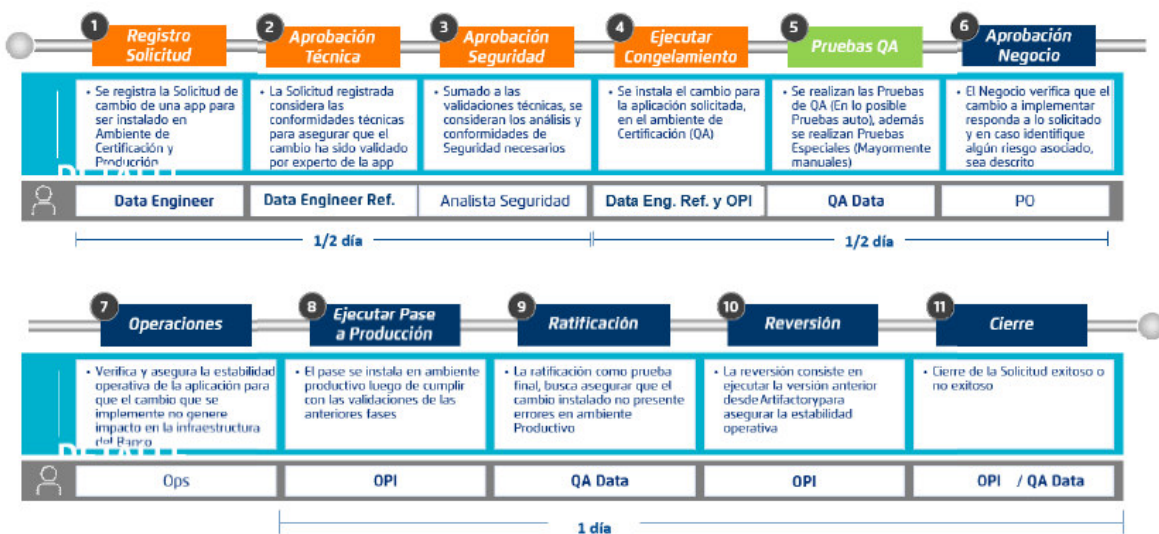 1
Registro
Solicitud
2
Aprobación
Técnica
3
Aprobación
Seguridad
4
Ejecutar
Congelamiento
5
Pruebas QA
6
Aprobación
Negocio
• Se registra la Solicitud de
cambio de una app para
ser instalado en
Ambiente de
Certificación y
Producción
• La Solicitud registrada
considera las
conformidades técnicas
para asegurar que el
cambio ha sido validado
por experto de la app
• Sumado a las
validaciones técnicas, se
consideran los análisis y
conformidades de
Seguridad necesarios
• Se instala el cambio para
la aplicación solicitada,
en el ambiente de
Certificación (QA)
• Se realizan las Pruebas
de QA (En lo posible
Pruebas auto), además
se realizan Pruebas
Especiales (Mayormente
manuales)
• El Negocio verifica que el
cambio a implementar
responda a lo solicitado
y en caso identifique
algún riesgo asociado,
sea descrito
DETALLE
Data Engineer
Data Engineer Ref.
Analista Seguridad
Data Eng. Ref. y OPI
QA Data
PO
1/2 día
1/2 día
7
Operaciones
8
Ejecutar Pase
a Producción
9
Ratificación
10
Reversión
11
Cierre
• Verifica y asegura la estabilidad
operativa de la aplicación para
que el cambio que se
implemente no genere
impacto en la infraestructura
del Banco
• El pase se instala en ambiente
productivo luego de cumplir
con las validaciones de las
anteriores fases
• La ratificación como prueba
final, busca asegurar que el
cambio instalado no presente
errores en ambiente
Productivo
• La reversión consiste en
ejecutar la versión anterior
desde Artifactorypara
asegurar la estabilidad
operativa
• Cierre de la Solicitud exitoso o
no exitoso
DETALLE
Ops
OPI
QA Data
OPI
OPI / QA Data
1 día